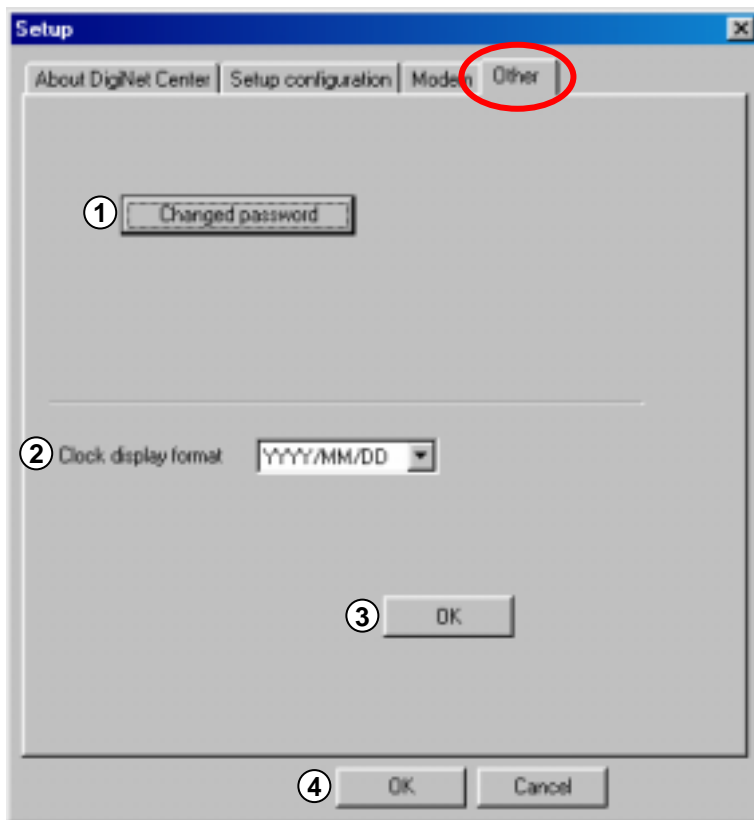 Setup
About DigiNet Center Setup configuration Modem Other
1 Changed password
2 Clock display format YYYY/MM/DD
3 OK
4 OK Cancel